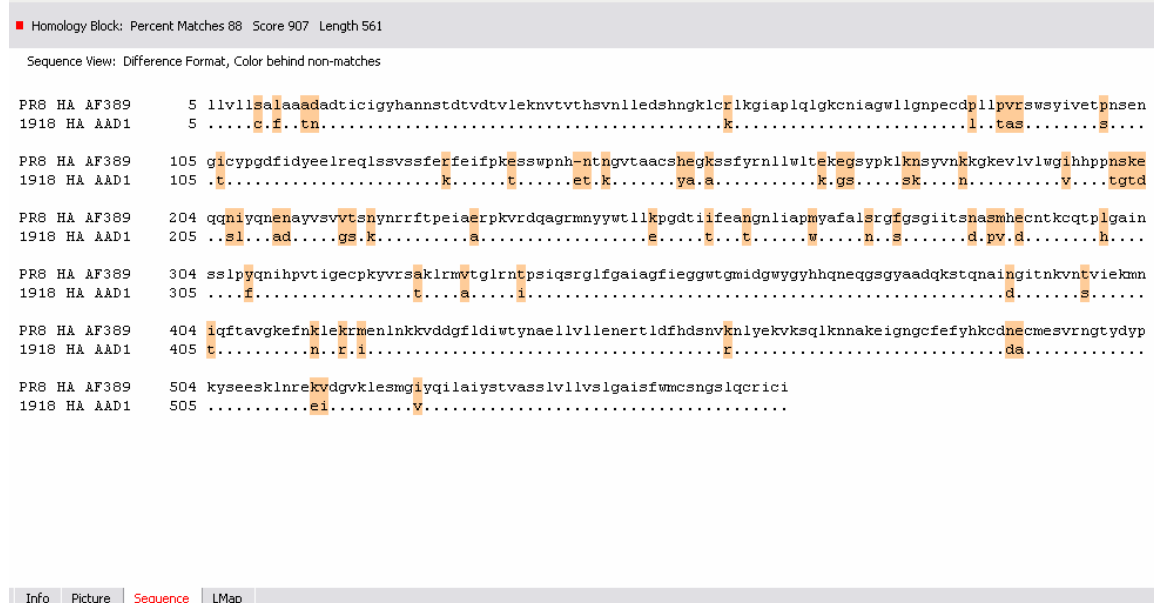 Homology Block: Percent Matches 88 Score 907 Length 561
Sequence View: Difference Format, Color behind non-matches
PR8 HA AF389 5 llvllsalaaadadticigyhannstdtvdtvleknvtvthsvnlledshngklcrlkgiaplqlgkcniagwllgnpecdpllpvrswsyivetpnsen
1918 HA AAD1 5 .....c.f..tn...........................................k.........................l..tas........s....
PR8 HA AF389 105 gicypgdfidyeelreqlssvssferfeifpkesswpnh-ntngvtaacshegkssfyrnllwltekegsypklknsyvnkkgkevlvlwgihhppnske
1918 HA AAD1 105 .t.......................k......t......et.k.......ya.a...........k.gs.....sk....n..........v....tgtd
PR8 HA AF389 204 qqniyqnenayvsvvtsnynrrftpeiaerpkvrdqagrmnyywtllkpgdtiifeangnliapmyafalsrgfgsgiitsnasmhecntkcqtplgain
1918 HA AAD1 205 ..sl...ad.....gs.k..........a..................e.....t...t......w.....n..s.......d.pv.d........h....
PR8 HA AF389 304 sslpyqnihpvtigecpkyvrsaklrmvtglrntpsiqsrglfgaiagfieggwtgmidgwygyhhqneqgsgyaadqkstqnaingitnkvntviekmn
1918 HA AAD1 305 ....f.................t....a.....i...................................................d.......s......
PR8 HA AF389 404 iqftavgkefnklekrmenlnkkvddgfldiwtynaellvllenertldfhdsnvknlyekvksqlknnakeigngcfefyhkcdnecmesvrngtydyp
1918 HA AAD1 405 t..........n..r.i......................................r.............................da.............
PR8 HA AF389 504 kyseesklnrekvdgvklesmgiyqilaiystvasslvllvslgaisfwmcsngslqcrici
1918 HA AAD1 505 ...........ei.........v.......................................
Info Picture Sequence LMap